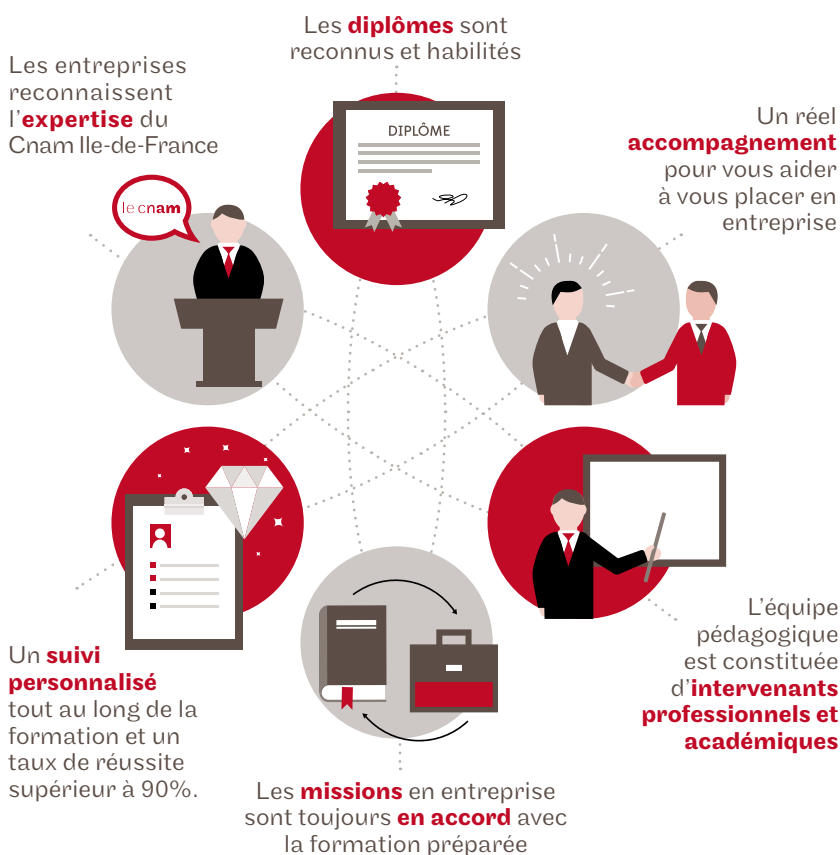 Les diplômes sont
reconnus et habilités
Les entreprises
reconnaissent
l'expertise du
Cnam Ile-de-France
le cnam
DIPLÔME
Un réel
accompagnement
pour vous aider
à vous placer en
entreprise
Un suivi
personnalisé
tout au long de la
formation et un
taux de réussite
supérieur à 90%.
L'équipe
pédagogique
est constituée
d'intervenants
professionnels et
académiques
Les missions en entreprise
sont toujours en accord avec
la formation préparée